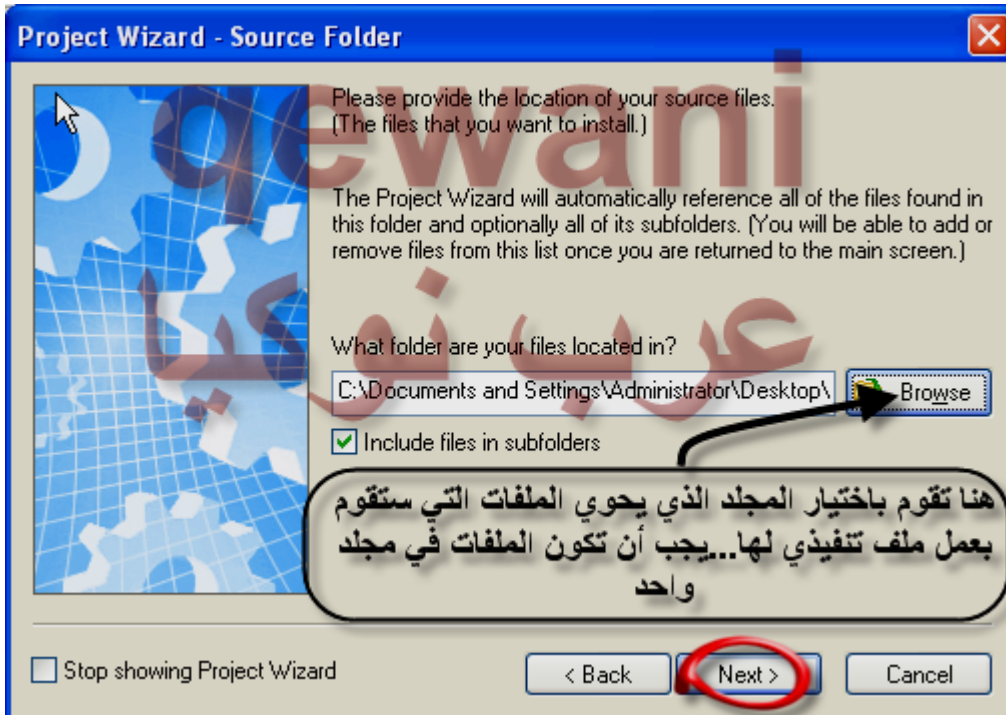 Project Wizard - Source Folder
qewani
Please provide the location of your source files.
(The files that you want to install.)
The Project Wizard will automatically reference all of the files found in
this folder and optionally all of its subfolders. (You will be able to add or
remove files from this list once you are returned to the main screen.)
عرب نوكيا
What folder are your files located in?
C:\Documents and Settings\Administrator\Desktop\ Browse
Include files in subfolders
هنا تقوم باختيار المجلد الذي يحوي الملفات التي ستقوم
بعمل ملف تنفيذي لها...يجب أن تكون الملفات في مجلد
واحد
Stop showing Project Wizard < Back Next > Cancel